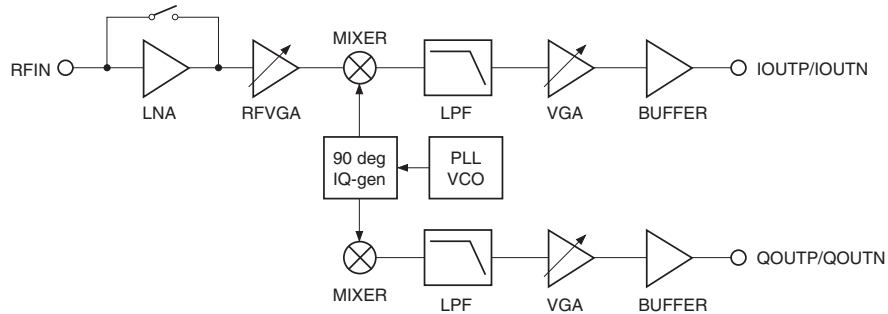 MIXER
RFIN
IOUTP/IOUTN
LNA
RFVGA
LPF
VGA
BUFFER
90 deg
IQ-gen
PLL
VCO
QOUTP/QOUTN
MIXER
LPF
VGA
BUFFER